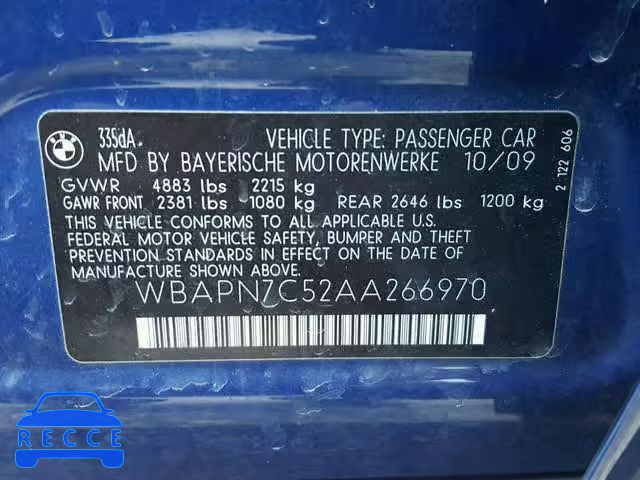 BMW
335dA
VEHICLE TYPE: PASSENGER CAR
MFD BY BAYERISCHE MOTORENWERKE 10/09
GVWR 4883 lbs 2215 kg
GAWR FRONT 2381 lbs 1080 kg REAR 2646 lbs 1200 kg
THIS VEHICLE CONFORMS TO ALL APPLICABLE U.S.
FEDERAL MOTOR VEHICLE SAFETY, BUMPER AND THEFT
PREVENTION STANDARDS IN EFFECT ON THE DATE OF
MANUFACTURE SHOWN ABOVE.
WBAPN7C52AA266970
2 122 606
RECCE